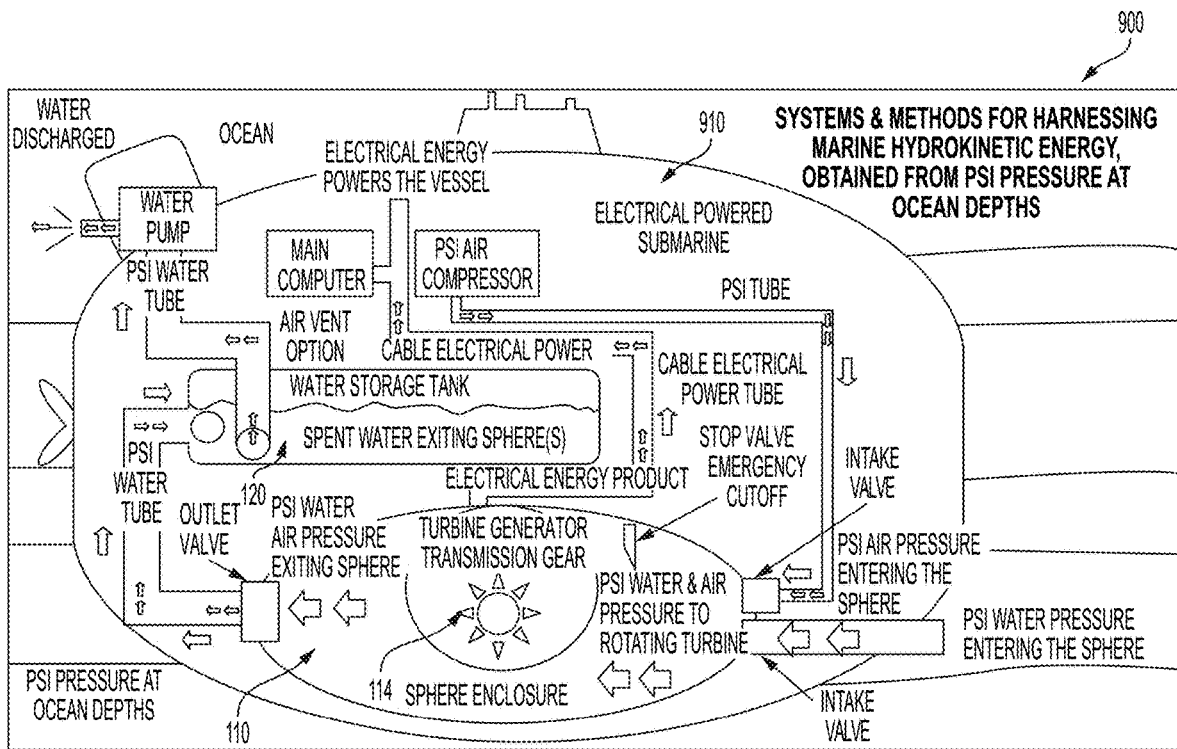 900
WATER
DISCHARGED
OCEAN
SYSTEMS & METHODS FOR HARNESSING
MARINE HYDROKINETIC ENERGY,
OBTAINED FROM PSI PRESSURE AT
OCEAN DEPTHS
910
ELECTRICAL ENERGY
POWERS THE VESSEL
WATER
PUMP
ELECTRICAL POWERED
SUBMARINE
MAIN
COMPUTER
PSI AIR
COMPRESSOR
PSI WATER
TUBE
PSI TUBE
AIR VENT
OPTION
CABLE ELECTRICAL POWER
CABLE ELECTRICAL
POWER TUBE
WATER STORAGE TANK
SPENT WATER EXITING SPHERE(S)
STOP VALVE
EMERGENCY
CUTOFF
INTAKE
VALVE
PSI
WATER
TUBE
120
ELECTRICAL ENERGY PRODUCT
OUTLET
VALVE
PSI WATER
AIR PRESSURE
EXITING SPHERE
TURBINE GENERATOR
TRANSMISSION GEAR
PSI WATER & AIR
PRESSURE TO
ROTATING TURBINE
PSI AIR PRESSURE
ENTERING THE
SPHERE
PSI WATER PRESSURE
ENTERING THE SPHERE
PSI PRESSURE AT
OCEAN DEPTHS
110
114
SPHERE ENCLOSURE
INTAKE
VALVE